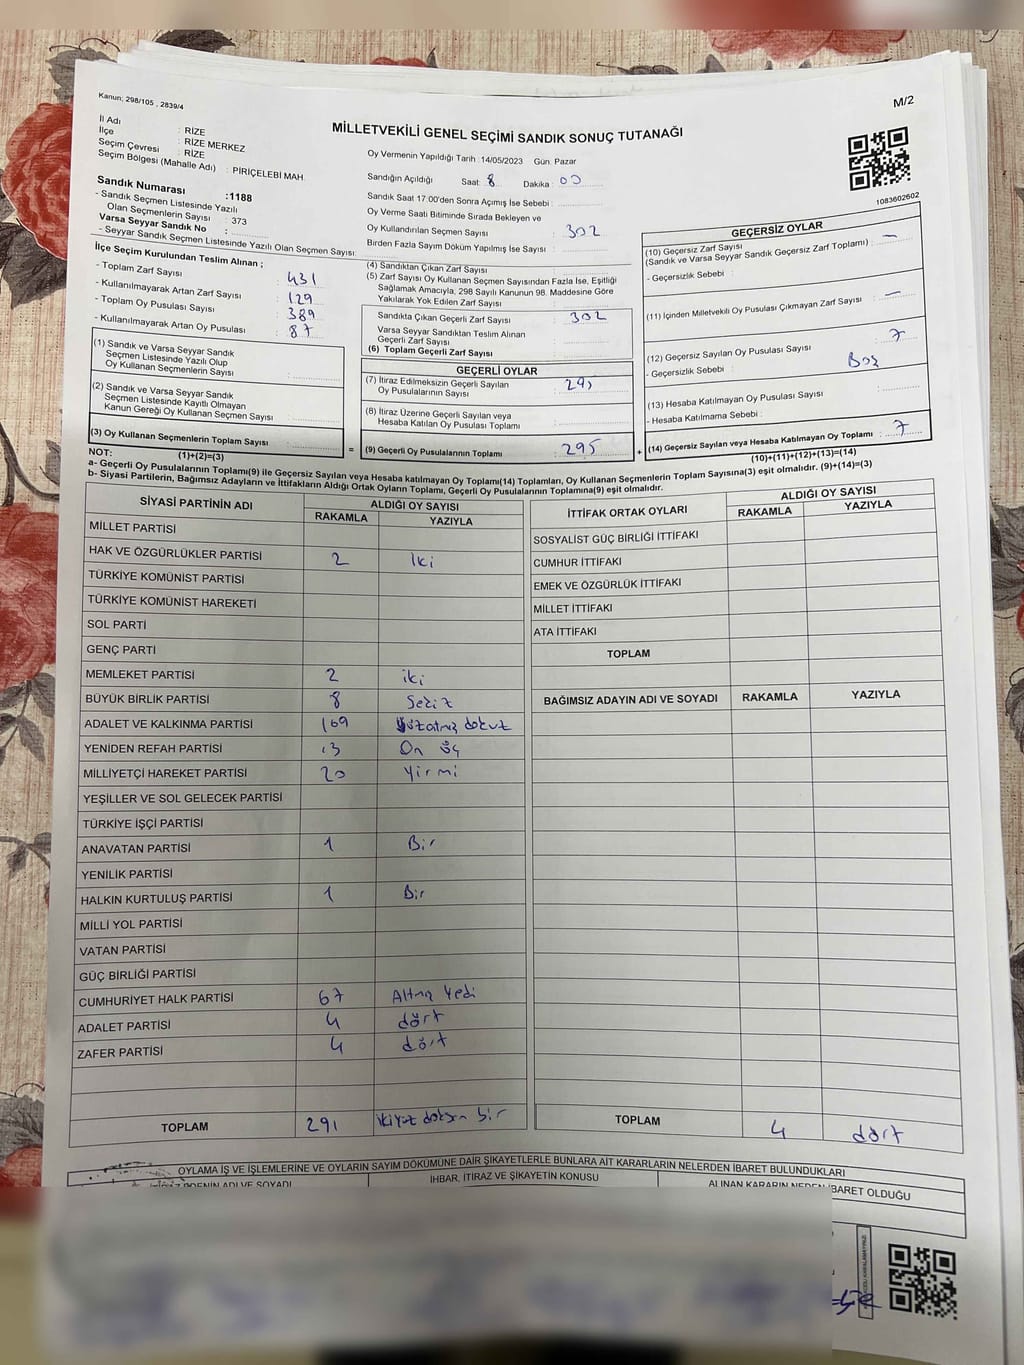 Kanun; 298/105 , 2839/4
M/2
MİLLETVEKİLİ GENEL SEÇİMİ SANDIK SONUÇ TUTANAĞI
İl Adı : RİZE
İlçe : RİZE MERKEZ
Seçim Çevresi : RİZE
Seçim Bölgesi (Mahalle Adı) : PİRİÇELEBİ MAH.
Sandık Numarası :1188
- Sandık Seçmen Listesinde Yazılı
Olan Seçmenlerin Sayısı : 373
Varsa Seyyar Sandık No :
- Seyyar Sandık Seçmen Listesinde Yazılı Olan Seçmen Sayısı:
İlçe Seçim Kurulundan Teslim Alınan ;
- Toplam Zarf Sayısı : 431
- Kullanılmayarak Artan Zarf Sayısı : 129
- Toplam Oy Pusulası Sayısı : 389
- Kullanılmayarak Artan Oy Pusulası : 87
(1) Sandık ve Varsa Seyyar Sandık
Seçmen Listesinde Yazılı Olup
Oy Kullanan Seçmenlerin Sayısı :
(2) Sandık ve Varsa Seyyar Sandık
Seçmen Listesinde Kayıtlı Olmayan
Kanun Gereği Oy Kullanan Seçmen Sayısı :
(3) Oy Kullanan Seçmenlerin Toplam Sayısı :
(1)+(2)=(3)
Oy Vermenin Yapıldığı Tarih : 14/05/2023 Gün: Pazar
Sandığın Açıldığı Saat: 8 Dakika : 00
Sandık Saat 17:00'den Sonra Açımış İse Sebebi :
Oy Verme Saati Bitiminde Sırada Bekleyen ve
Oy Kullandırılan Seçmen Sayısı : 302
Birden Fazla Sayım Döküm Yapılmış İse Sayısı :
(4) Sandıktan Çıkan Zarf Sayısı :
(5) Zarf Sayısı Oy Kullanan Seçmen Sayısından Fazla İse, Eşitliği
Sağlamak Amacıyla, 298 Sayılı Kanunun 98. Maddesine Göre
Yakılarak Yok Edilen Zarf Sayısı :
Sandıkta Çıkan Geçerli Zarf Sayısı : 302
Varsa Seyyar Sandıktan Teslim Alınan
Geçerli Zarf Sayısı :
(6) Toplam Geçerli Zarf Sayısı :
GEÇERLİ OYLAR
(7) İtiraz Edilmeksizin Geçerli Sayılan
Oy Pusulalarının Sayısı : 295
(8) İtiraz Üzerine Geçerli Sayılan veya
Hesaba Katılan Oy Pusulası Toplamı :
= (9) Geçerli Oy Pusulalarının Toplamı : 295 +
1083602602
GEÇERSİZ OYLAR
(10) Geçersiz Zarf Sayısı : –
(Sandık ve Varsa Seyyar Sandık Geçersiz Zarf Toplamı)
- Geçersizlik Sebebi :
(11) İçinden Milletvekili Oy Pusulası Çıkmayan Zarf Sayısı : –
(12) Geçersiz Sayılan Oy Pusulası Sayısı : 7
- Geçersizlik Sebebi : Boş
(13) Hesaba Katılmayan Oy Pusulası Sayısı :
- Hesaba Katılmama Sebebi :
(14) Geçersiz Sayılan veya Hesaba Katılmayan Oy Toplamı : 7
(10)+(11)+(12)+(13)=(14)
NOT:
a- Geçerli Oy Pusulalarının Toplamı(9) ile Geçersiz Sayılan veya Hesaba katılmayan Oy Toplamı(14) Toplamları, Oy Kullanan Seçmenlerin Toplam Sayısına(3) eşit olmalıdır. (9)+(14)=(3)
b- Siyasi Partilerin, Bağımsız Adayların ve İttifakların Aldığı Ortak Oyların Toplamı, Geçerli Oy Pusulalarının Toplamına(9) eşit olmalıdır.
SİYASİ PARTİNİN ADI ALDIĞI OY SAYISI
RAKAMLA YAZIYLA
MİLLET PARTİSİ
HAK VE ÖZGÜRLÜKLER PARTİSİ 2 iki
TÜRKİYE KOMÜNİST PARTİSİ
TÜRKİYE KOMÜNİST HAREKETİ
SOL PARTİ
GENÇ PARTİ
MEMLEKET PARTİSİ 2 iki
BÜYÜK BİRLİK PARTİSİ 8 Sekiz
ADALET VE KALKINMA PARTİSİ 169 yüzatmış dokuz
YENİDEN REFAH PARTİSİ 13 On üç
MİLLİYETÇİ HAREKET PARTİSİ 20 Yirmi
YEŞİLLER VE SOL GELECEK PARTİSİ
TÜRKİYE İŞÇİ PARTİSİ
ANAVATAN PARTİSİ 1 Bir
YENİLİK PARTİSİ
HALKIN KURTULUŞ PARTİSİ 1 Bir
MİLLİ YOL PARTİSİ
VATAN PARTİSİ
GÜÇ BİRLİĞİ PARTİSİ
CUMHURİYET HALK PARTİSİ 67 Altmış Yedi
ADALET PARTİSİ 4 dört
ZAFER PARTİSİ 4 dört
TOPLAM 291 ikiyüz doksan bir
İTTİFAK ORTAK OYLARI ALDIĞI OY SAYISI
RAKAMLA YAZIYLA
SOSYALİST GÜÇ BİRLİĞİ İTTİFAKI
CUMHUR İTTİFAKI
EMEK VE ÖZGÜRLÜK İTTİFAKI
MİLLET İTTİFAKI
ATA İTTİFAKI
TOPLAM
BAĞIMSIZ ADAYIN ADI VE SOYADI RAKAMLA YAZIYLA
TOPLAM 4 dört
OYLAMA İŞ VE İŞLEMLERİNE VE OYLARIN SAYIM DÖKÜMÜNE DAİR ŞİKAYETLERLE BUNLARA AİT KARARLARIN NELERDEN İBARET BULUNDUKLARI
ADI VE SOYADI İHBAR, İTİRAZ VE ŞİKAYETİN KONUSU ALINAN KARARIN NEDEN İBARET OLDUĞU